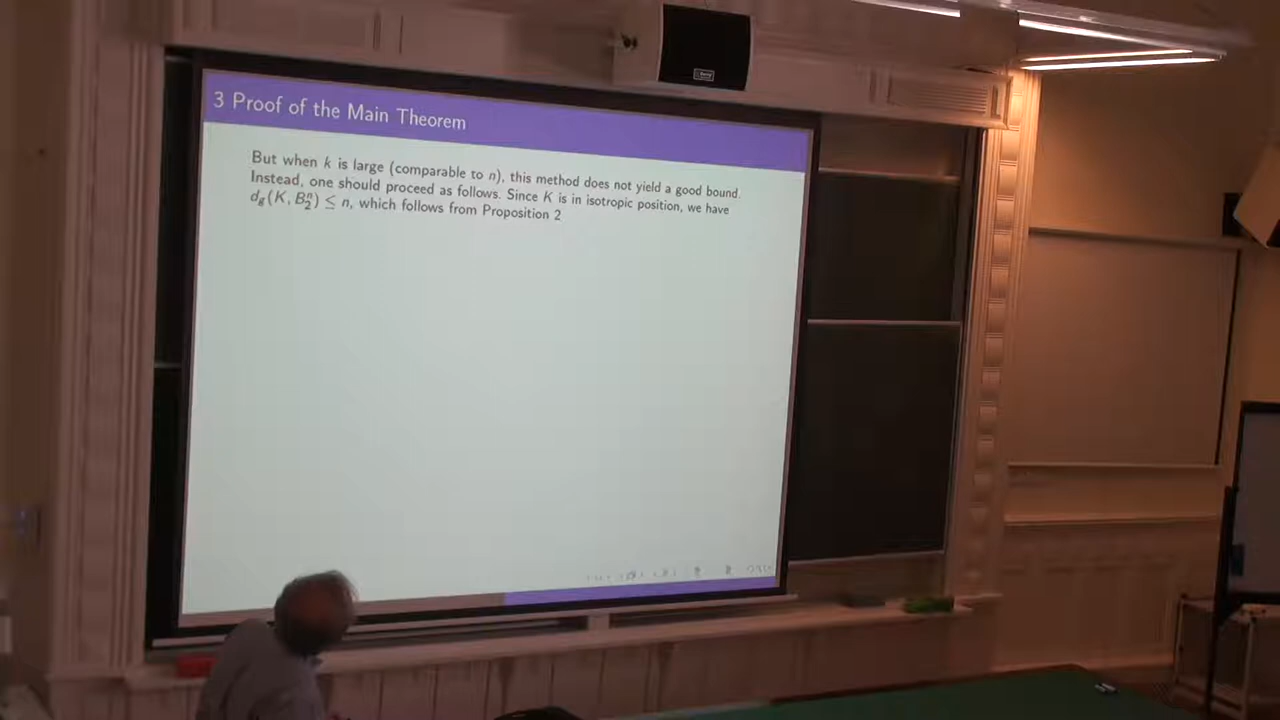 3 Proof of the Main Theorem
But when k is large (comparable to n), this method does not yield a good bound.
Instead, one should proceed as follows. Since K is in isotropic position, we have
d_g(K, B_2^n) ≤ n, which follows from Proposition 2